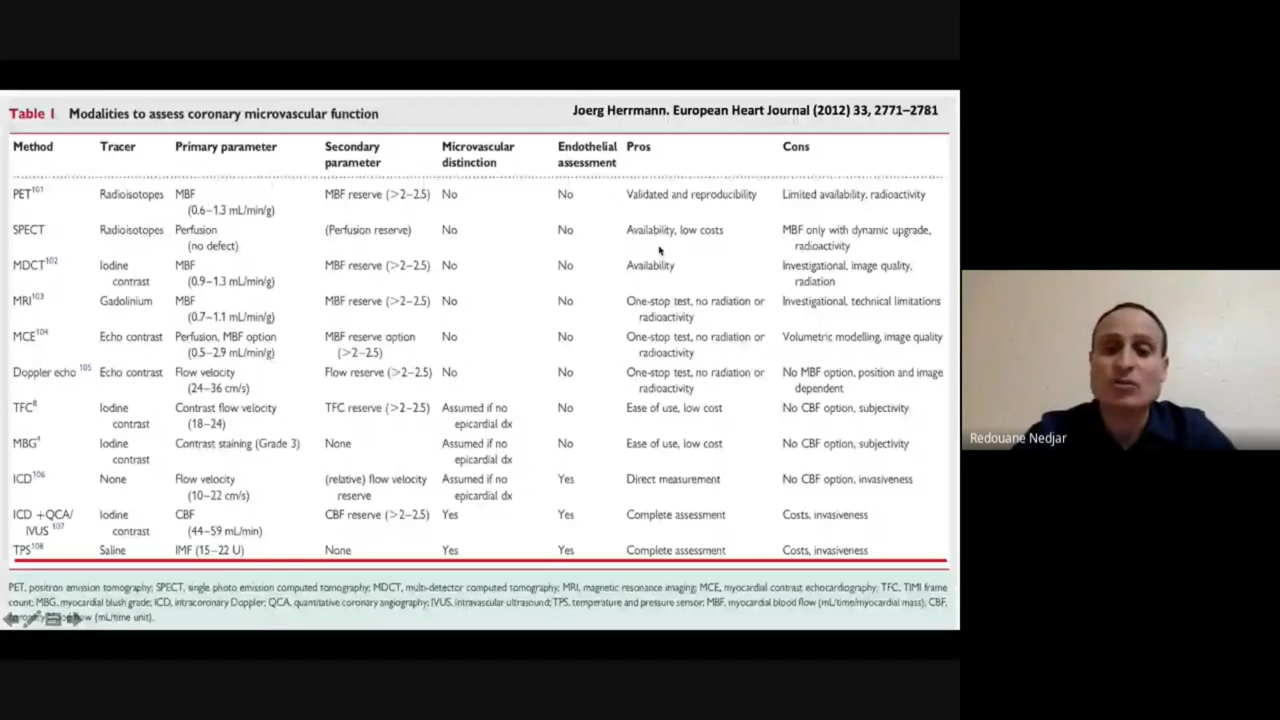 Table 1 Modalities to assess coronary microvascular function
Joerg Herrmann. European Heart Journal (2012) 33, 2771–2781
Method Tracer Primary parameter Secondary parameter Microvascular distinction Endothelial assessment Pros Cons
PET101 Radioisotopes MBF (0.6–1.3 mL/min/g) MBF reserve (>2–2.5) No No Validated and reproducibility Limited availability, radioactivity
SPECT Radioisotopes Perfusion (no defect) (Perfusion reserve) No No Availability, low costs MBF only with dynamic upgrade, radioactivity
MDCT102 Iodine contrast MBF (0.9–1.3 mL/min/g) MBF reserve (>2–2.5) No No Availability Investigational, image quality, radiation
MRI103 Gadolinium MBF (0.7–1.1 mL/min/g) MBF reserve (>2–2.5) No No One-stop test, no radiation or radioactivity Investigational, technical limitations
MCE104 Echo contrast Perfusion, MBF option (0.5–2.9 mL/min/g) MBF reserve option (>2–2.5) No No One-stop test, no radiation or radioactivity Volumetric modelling, image quality
Doppler echo 105 Echo contrast Flow velocity (24–36 cm/s) Flow reserve (>2–2.5) No No One-stop test, no radiation or radioactivity No MBF option, position and image dependent
TFC8 Iodine contrast Contrast flow velocity (18–24) TFC reserve (>2–2.5) Assumed if no epicardial dx No Ease of use, low cost No CBF option, subjectivity
MBG4 Iodine contrast Contrast staining (Grade 3) None Assumed if no epicardial dx No Ease of use, low cost No CBF option, subjectivity
ICD106 None Flow velocity (10–22 cm/s) (relative) flow velocity reserve Assumed if no epicardial dx Yes Direct measurement No CBF option, invasiveness
ICD +QCA/ IVUS 107 Iodine contrast CBF (44–59 mL/min) CBF reserve (>2–2.5) Yes Yes Complete assessment Costs, invasiveness
TPS108 Saline IMF (15–22 U) None Yes Yes Complete assessment Costs, invasiveness
PET, positron emission tomography; SPECT, single photo emission computed tomography; MDCT, multi-detector computed tomography; MRI, magnetic resonance imaging; MCE, myocardial contrast echocardiography; TFC, TIMI frame
count; MBG, myocardial blush grade; ICD, intracoronary Doppler; QCA, quantitative coronary angiography; IVUS, intravascular ultrasound; TPS, temperature and pressure sensor; MBF, myocardial blood flow (mL/time/myocardial mass); CBF,
flow (mL/time unit).
Redouane Nedjar